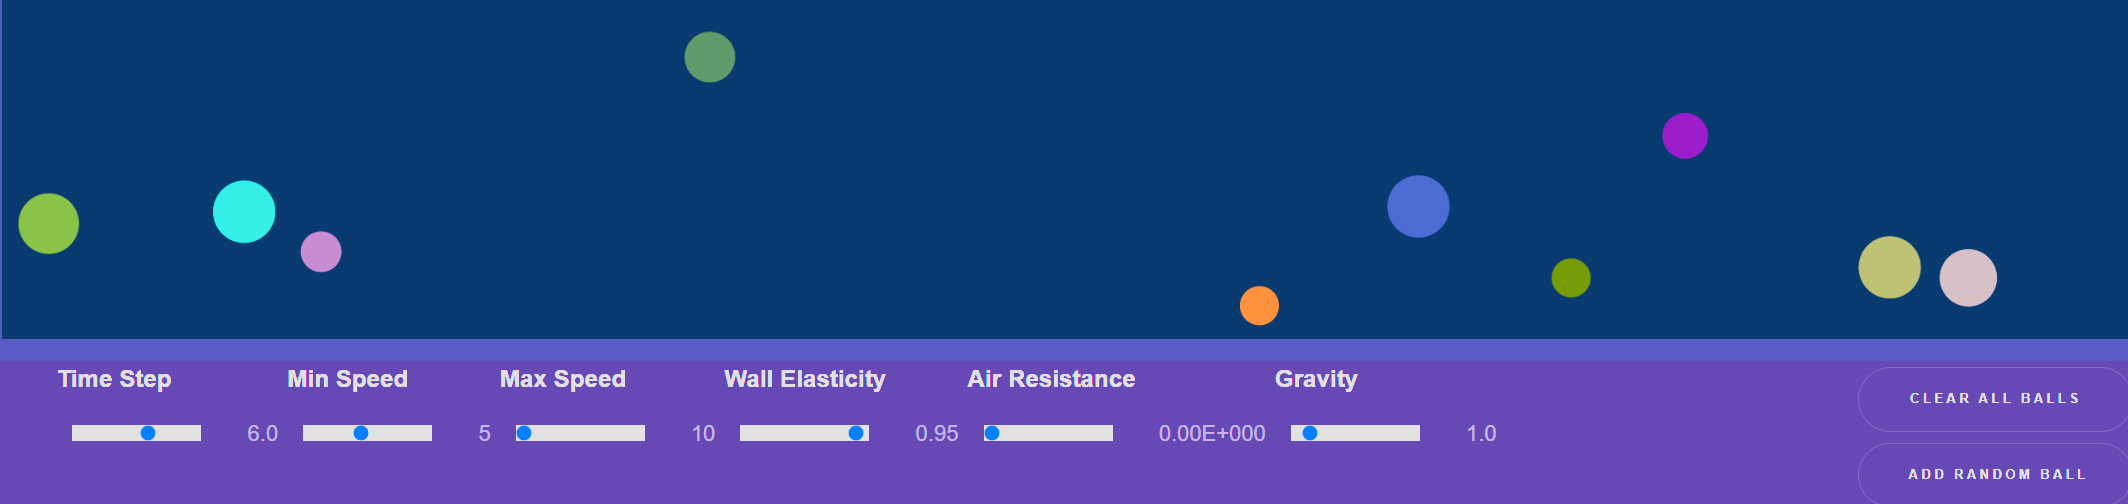 Time Step Min Speed Max Speed Wall Elasticity Air Resistance Gravity
CLEAR ALL BALLS
6.0 5 10 0.95 0.00E+000 1.0
ADD RANDOM BALL